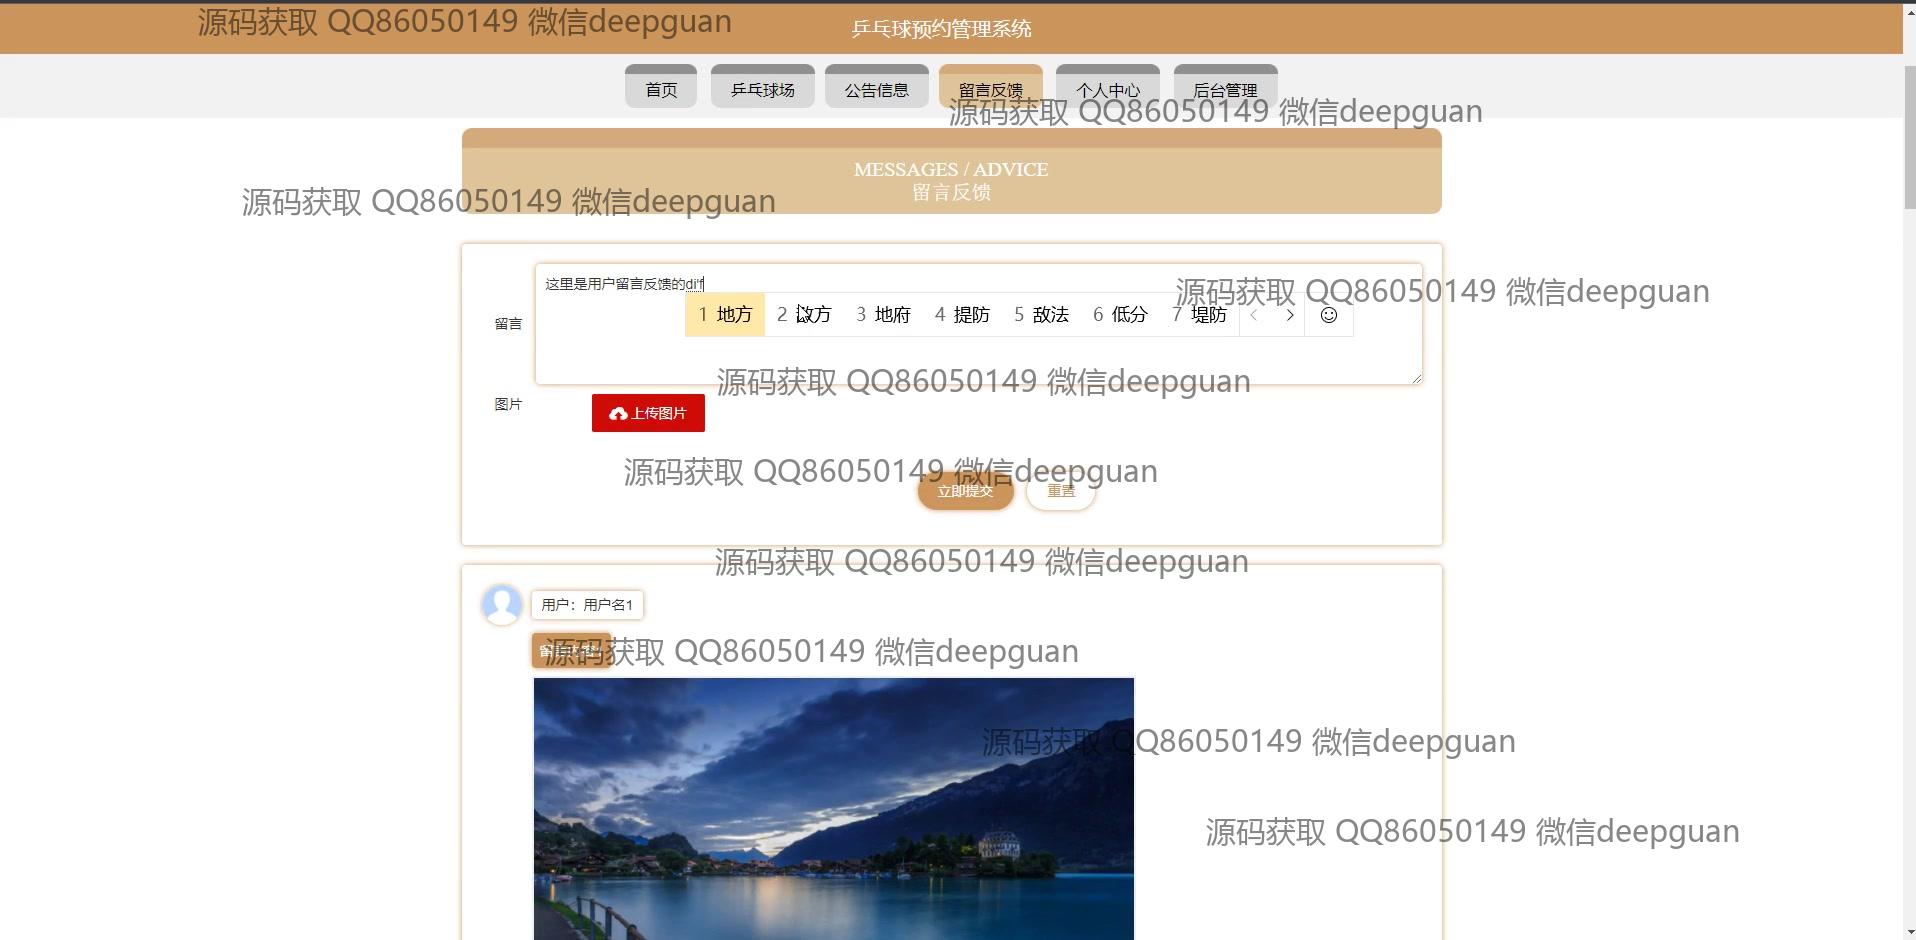 源码获取 QQ86050149 微信deepguan
乒乓球预约管理系统
首页 乒乓球场 公告信息 留言反馈 个人中心 后台管理
源码获取 QQ86050149 微信deepguan
MESSAGES / ADVICE
留言反馈
源码获取 QQ86050149 微信deepguan
这里是用户留言反馈的di'f
源码获取 QQ86050149 微信deepguan
1 地方 2 敌方 3 地府 4 提防 5 敌法 6 低分 7 堤防
留言
源码获取 QQ86050149 微信deepguan
图片
上传图片
源码获取 QQ86050149 微信deepguan
立即提交 重置
源码获取 QQ86050149 微信deepguan
用户：用户名1
源码获取 QQ86050149 微信deepguan
源码获取 QQ86050149 微信deepguan
源码获取 QQ86050149 微信deepguan